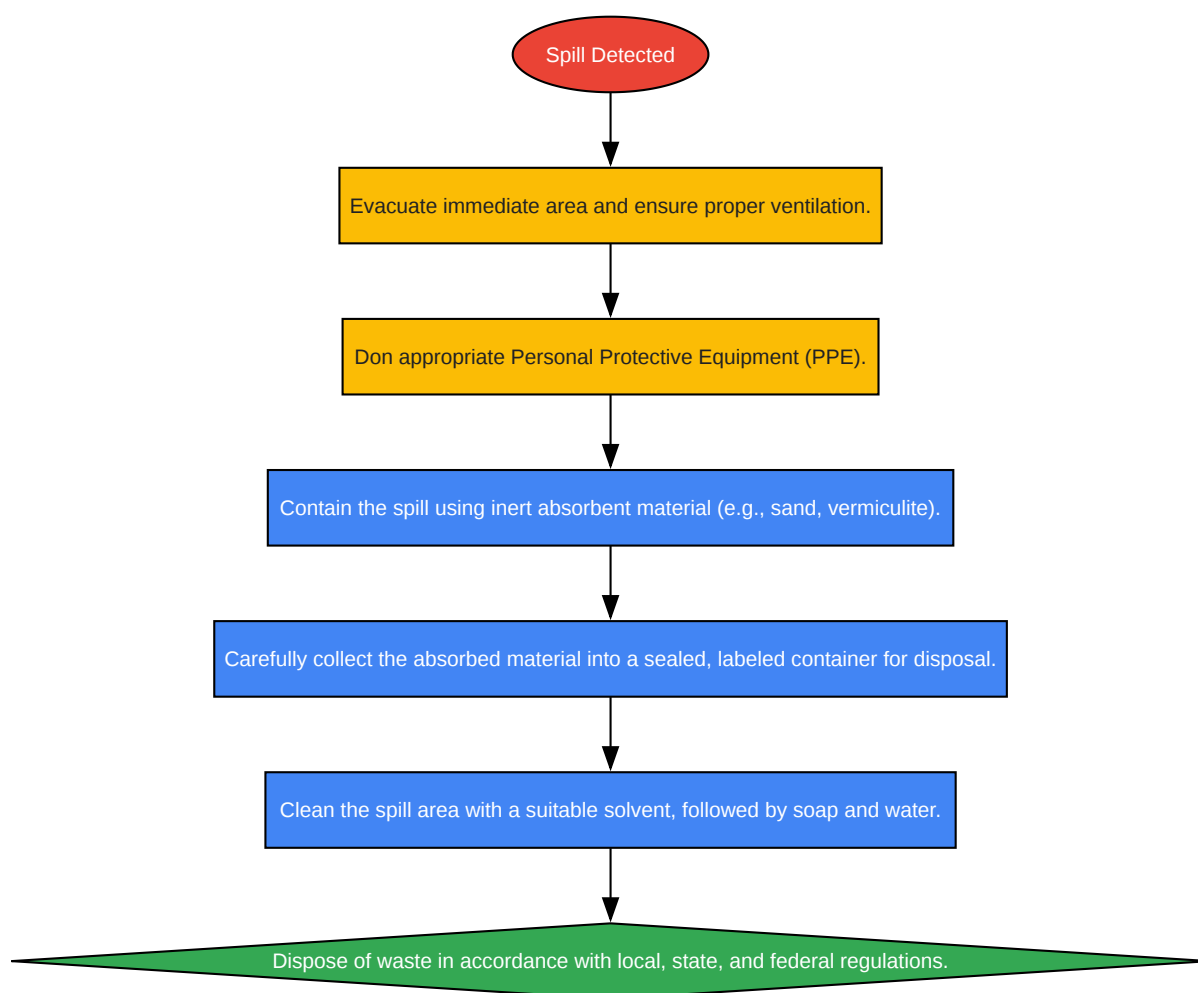 Spill Detected
Evacuate immediate area and ensure proper ventilation.
Don appropriate Personal Protective Equipment (PPE).
Contain the spill using inert absorbent material (e.g., sand, vermiculite).
Carefully collect the absorbed material into a sealed, labeled container for disposal.
Clean the spill area with a suitable solvent, followed by soap and water.
Dispose of waste in accordance with local, state, and federal regulations.